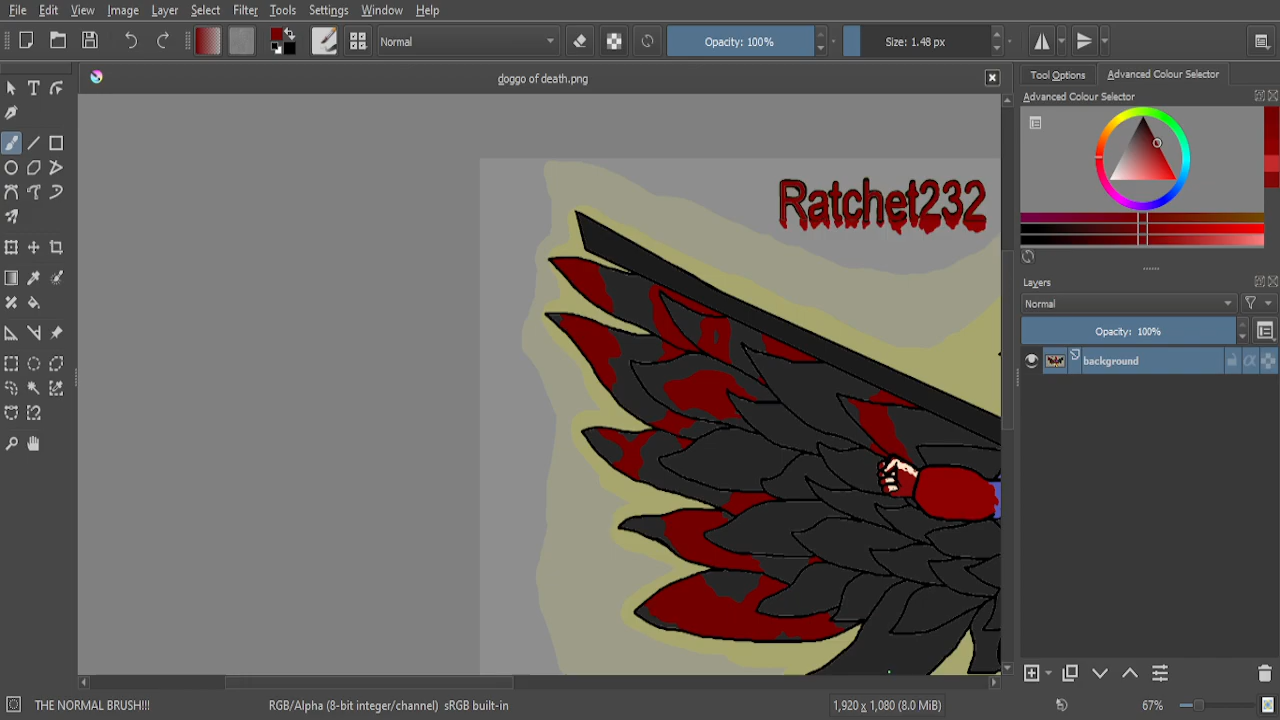 File Edit View Image Layer Select Filter Tools Settings Window Help
Normal Opacity: 100% Size: 1.48 px
doggo of death.png
Tool Options Advanced Colour Selector
Advanced Colour Selector
Ratchet232
Layers
Normal
Opacity: 100%
background
THE NORMAL BRUSH!!! RGB/Alpha (8-bit integer/channel) sRGB built-in 1,920 x 1,080 (8.0 MiB) 67%